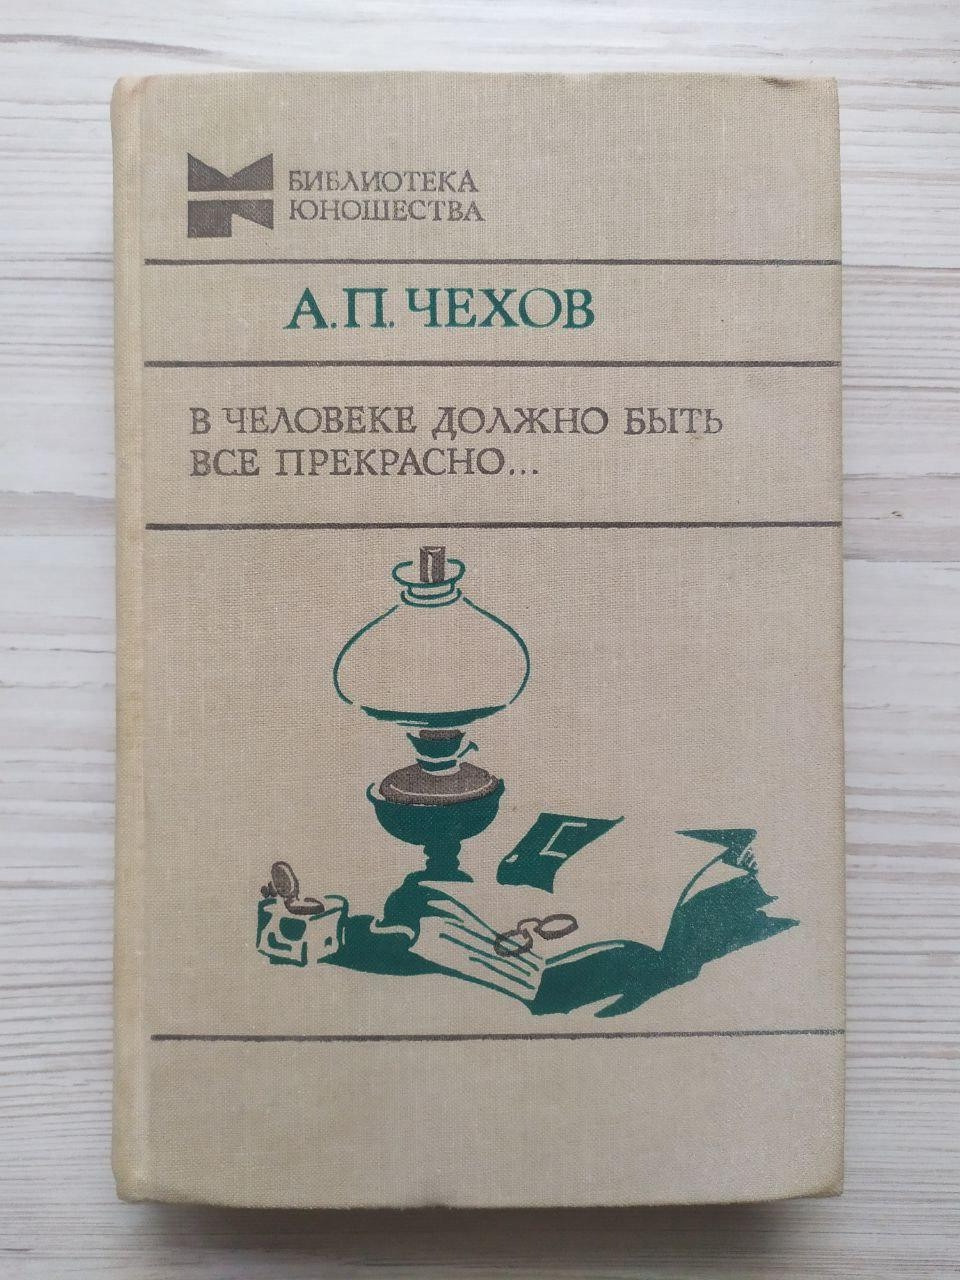 БИБЛИОТЕКА
ЮНОШЕСТВА
А.П. ЧЕХОВ
В ЧЕЛОВЕКЕ ДОЛЖНО БЫТЬ
ВСЕ ПРЕКРАСНО...